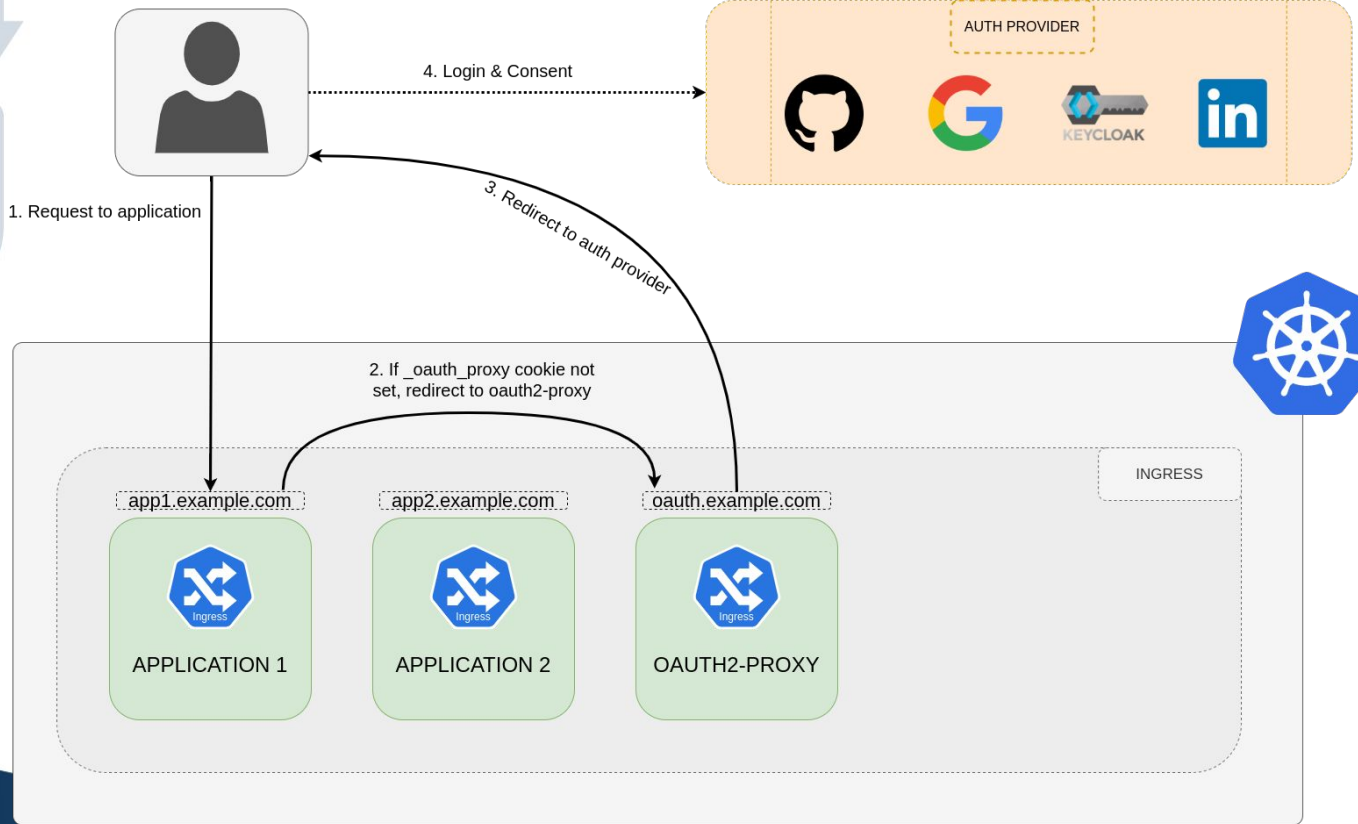 AUTH PROVIDER
4. Login & Consent
KEYCLOAK
in
3. Redirect to auth provider
1. Request to application
2. If _oauth_proxy cookie not
set, redirect to oauth2-proxy
INGRESS
app1.example.com
app2.example.com
oauth.example.com
Ingress
Ingress
Ingress
APPLICATION 1
APPLICATION 2
OAUTH2-PROXY